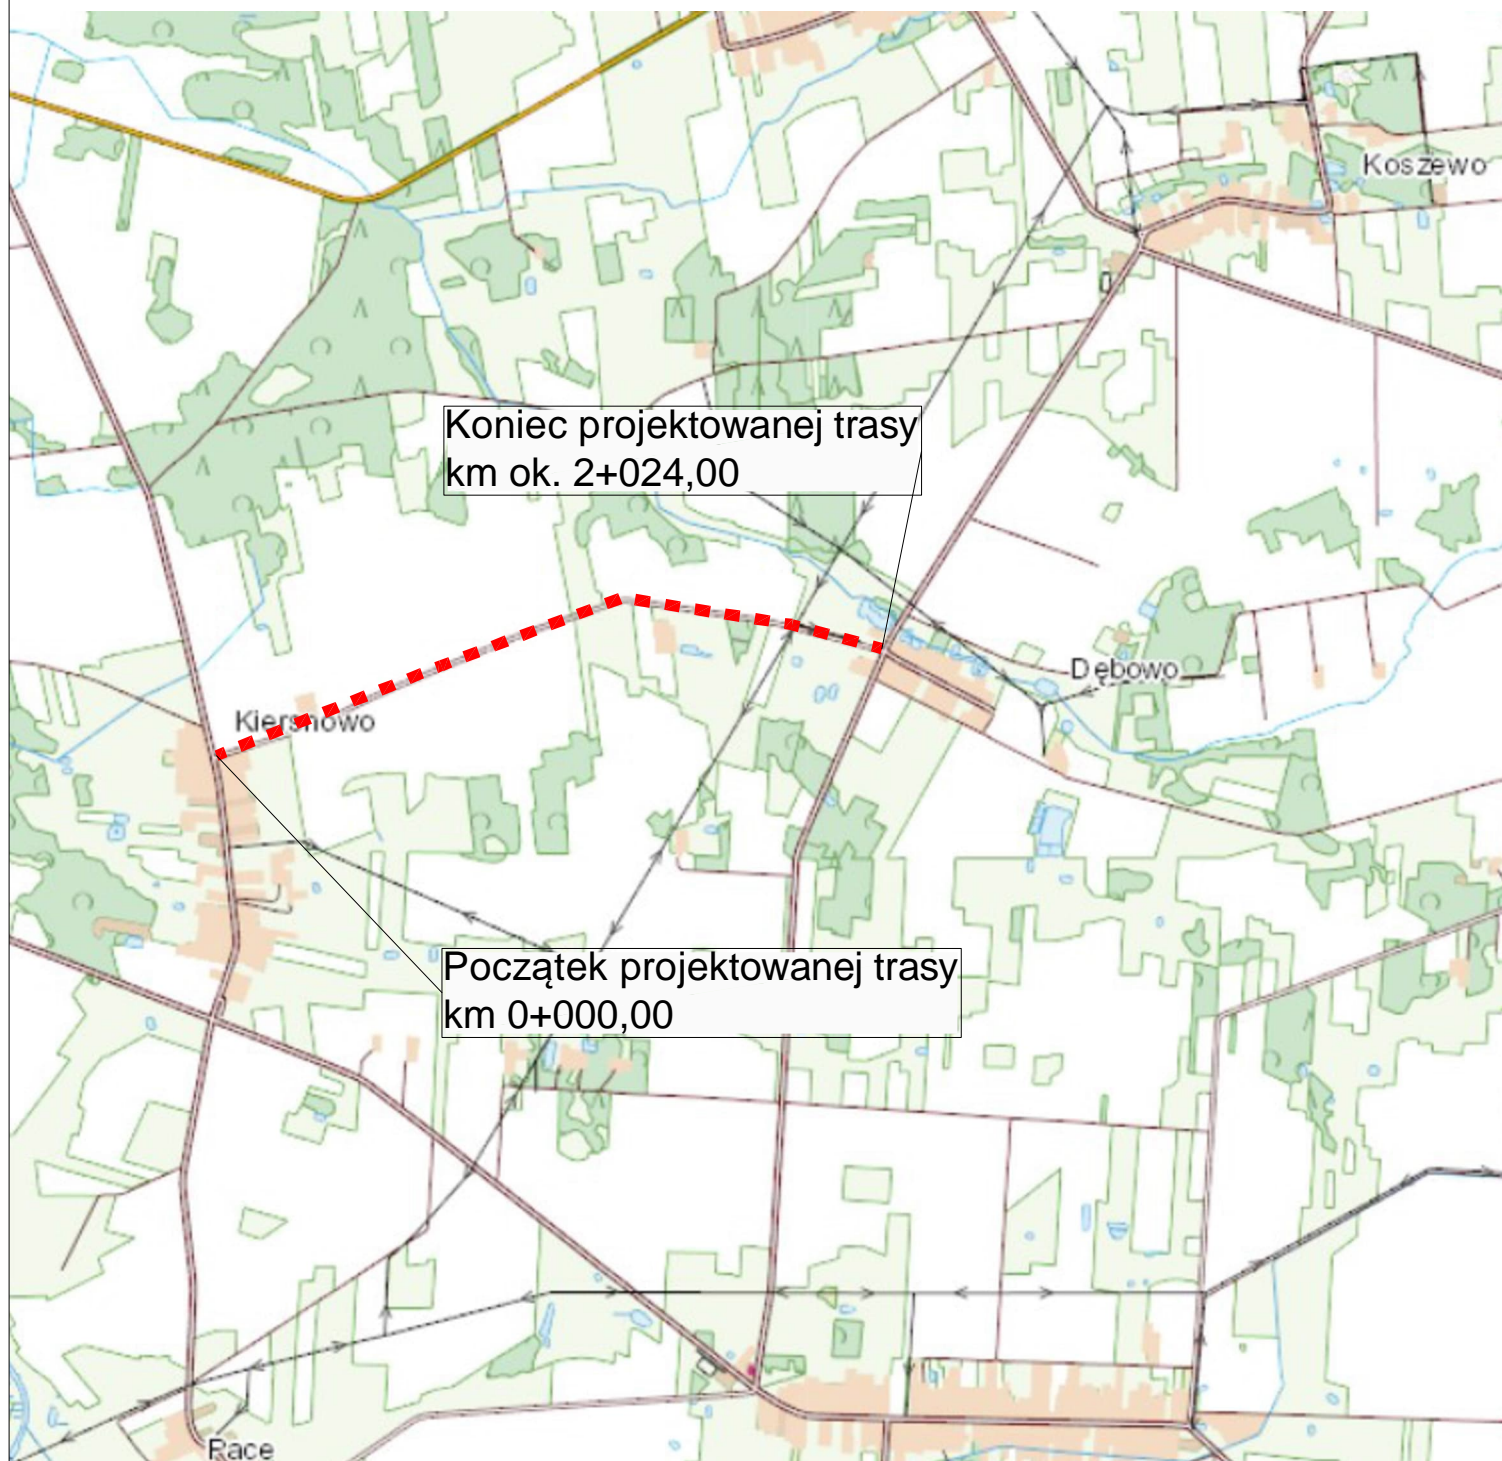 Koszewo
Koniec projektowanej trasy
km ok. 2+024,00
Dębowo
Kiersnowo
Początek projektowanej trasy
km 0+000,00
Race